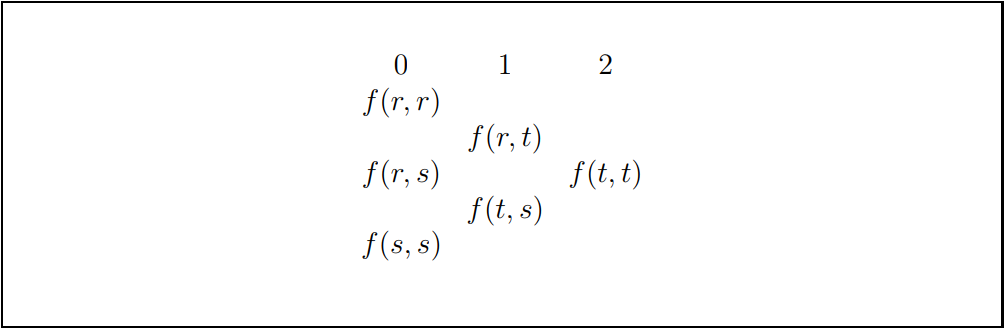 0 1 2
f(r, r)
f(r, t)
f(r, s) f(t, t)
f(t, s)
f(s, s)